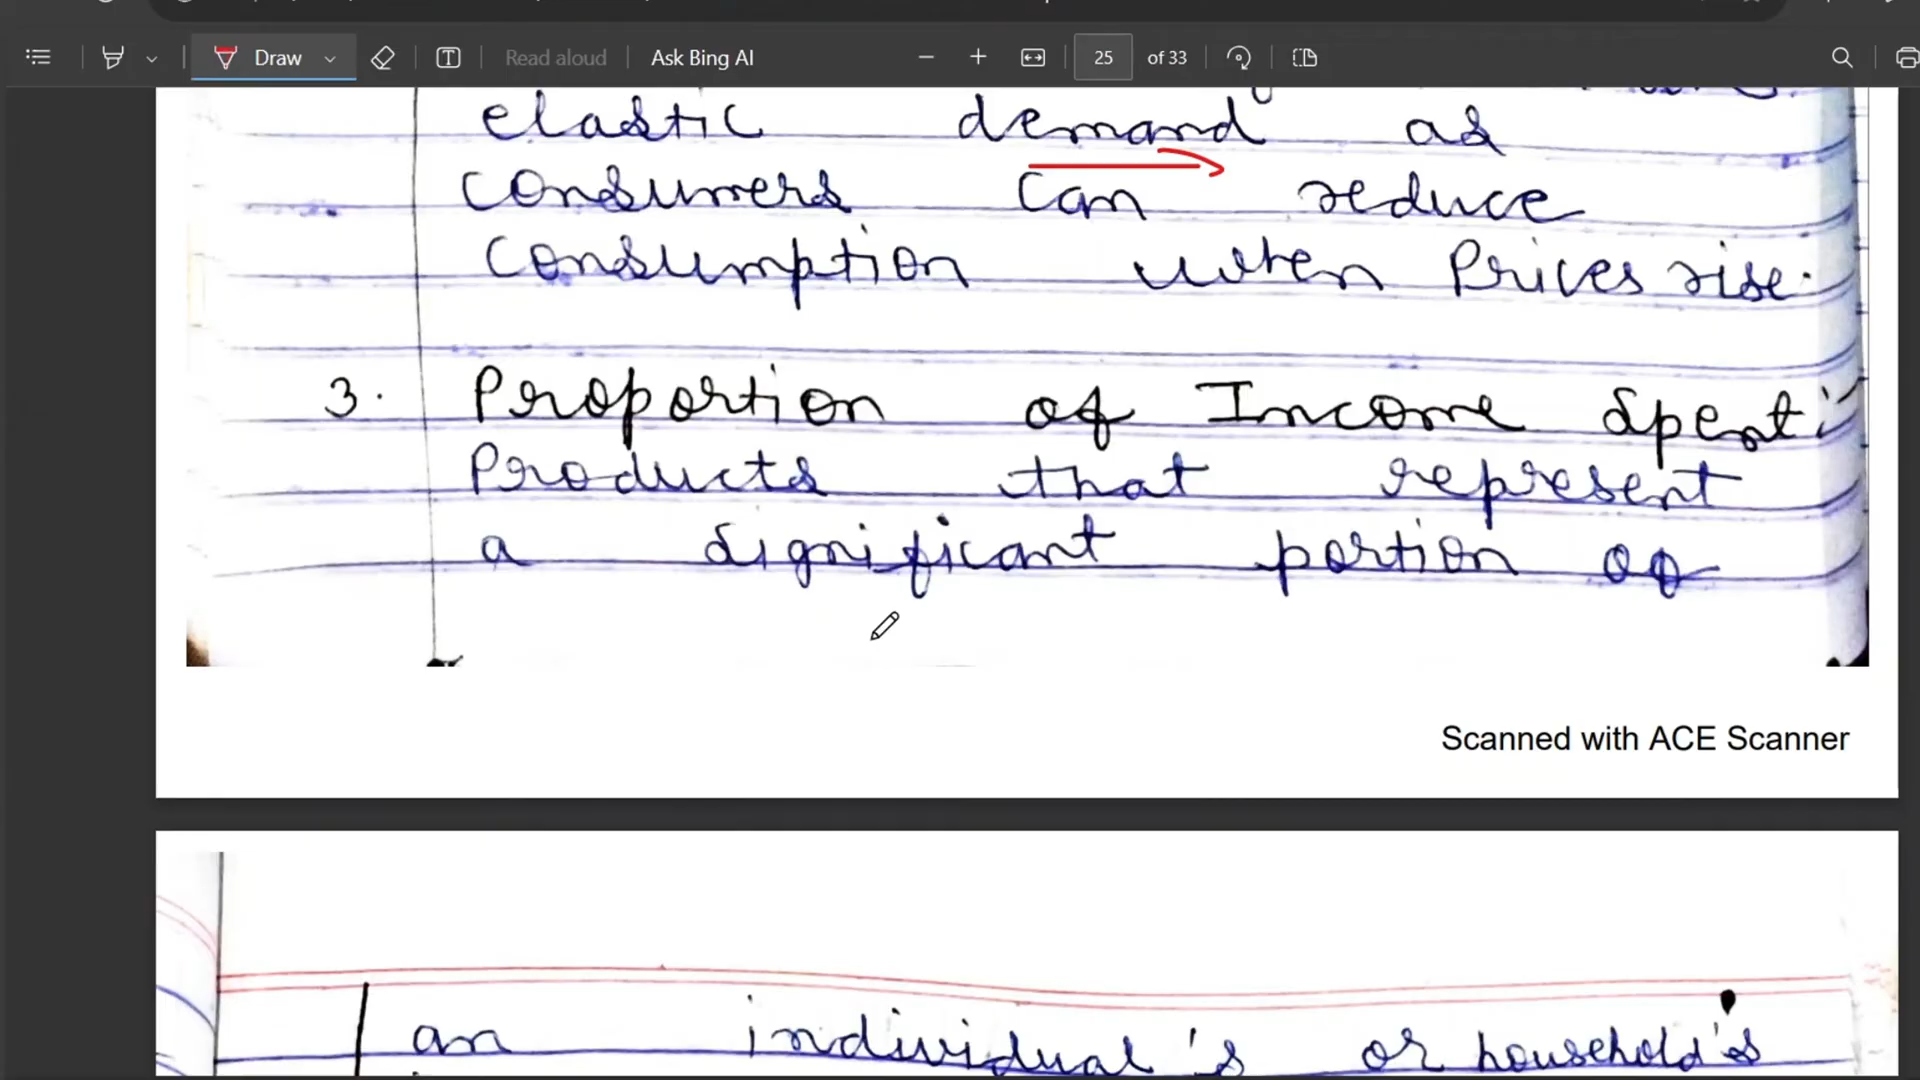 Draw
Read aloud
Ask Bing AI
25 of 33
elastic demand as
consumers can reduce
consumption when Prices rise.
3. Proportion of Income Spent:
Products that represent
a significant portion of
Scanned with ACE Scanner
an individual's or household's